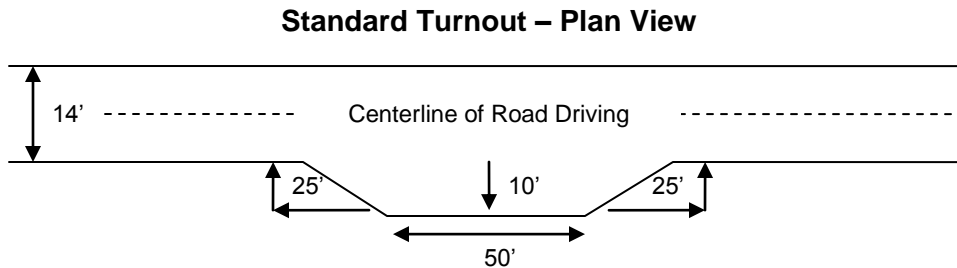 Standard Turnout – Plan View
14’
Centerline of Road Driving
25’
10’
25’
50’